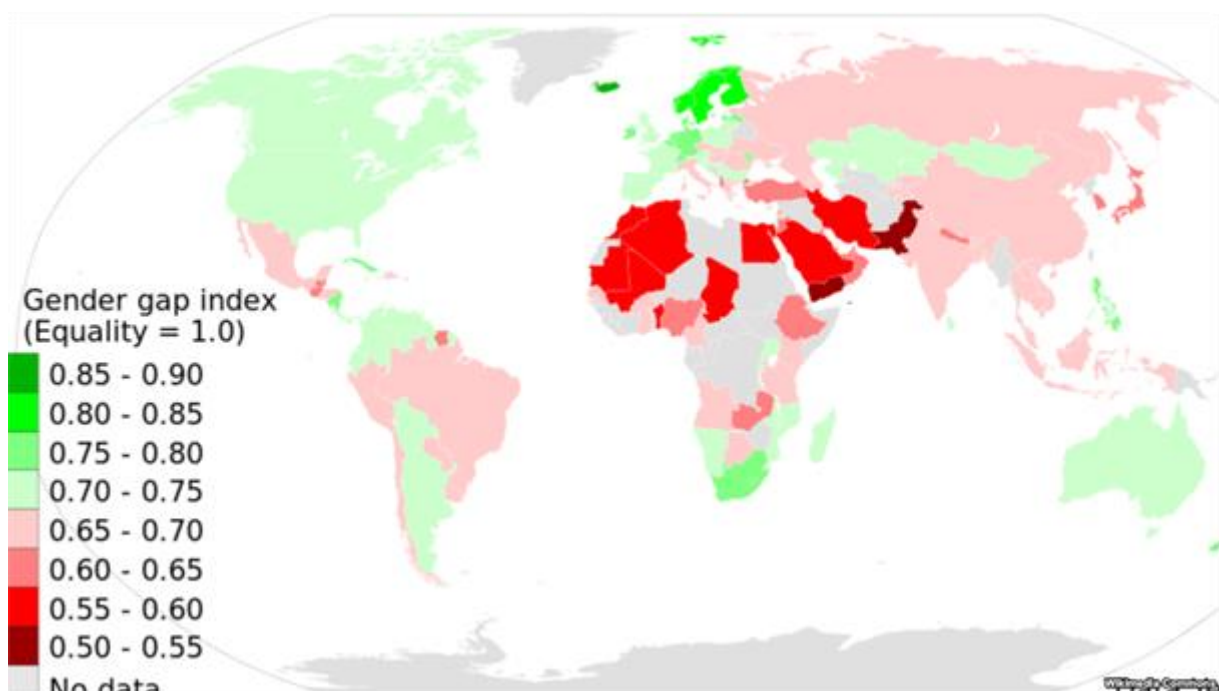 Gender gap index
(Equality = 1.0)
0.85 - 0.90
0.80 - 0.85
0.75 - 0.80
0.70 - 0.75
0.65 - 0.70
0.60 - 0.65
0.55 - 0.60
0.50 - 0.55
No data
Wikimedia Commons